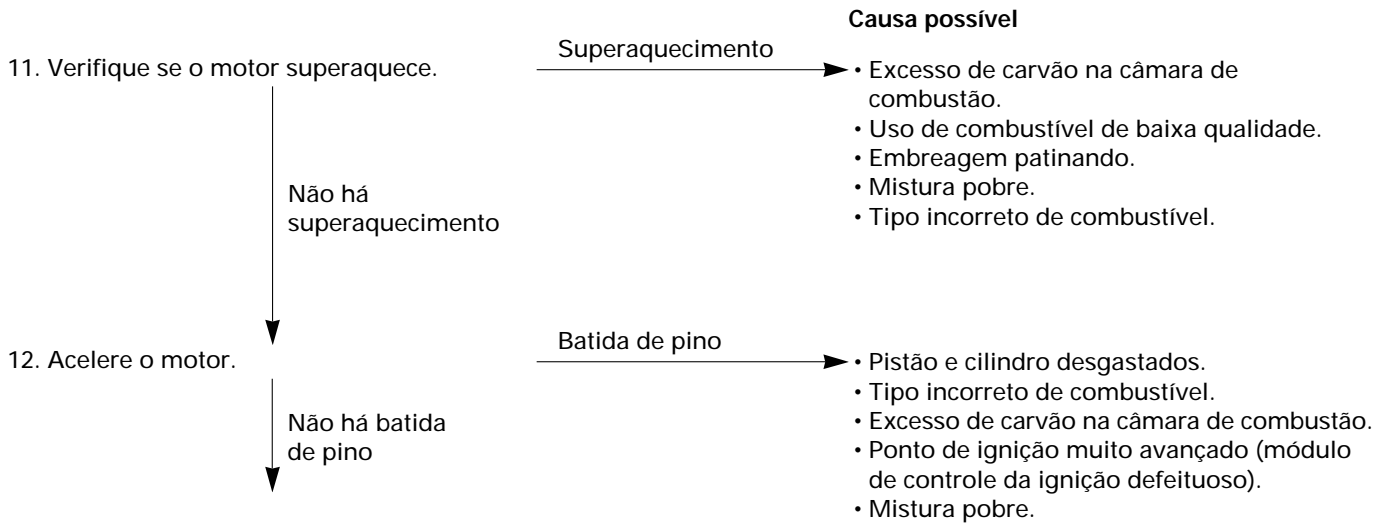 Causa possível
Superaquecimento
11. Verifique se o motor superaquece.
• Excesso de carvão na câmara de
combustão.
• Uso de combustível de baixa qualidade.
• Embreagem patinando.
• Mistura pobre.
• Tipo incorreto de combustível.
Não há
superaquecimento
Batida de pino
12. Acelere o motor.
• Pistão e cilindro desgastados.
• Tipo incorreto de combustível.
• Excesso de carvão na câmara de combustão.
• Ponto de ignição muito avançado (módulo
de controle da ignição defeituoso).
• Mistura pobre.
Não há batida
de pino